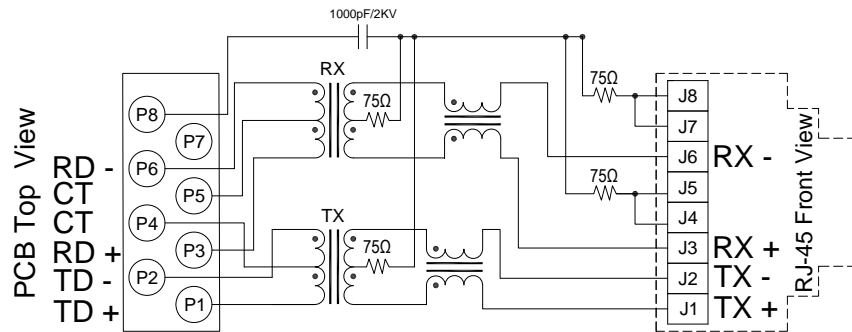 1000pF/2KV
RX
75Ω
75Ω
75Ω
TX
75Ω
PCB Top View
P8
P7
P6
P5
P4
P3
P2
P1
RD -
CT
CT
RD +
TD -
TD +
J8
J7
J6
J5
J4
J3
J2
J1
RX -
RX +
TX -
TX +
RJ-45 Front View